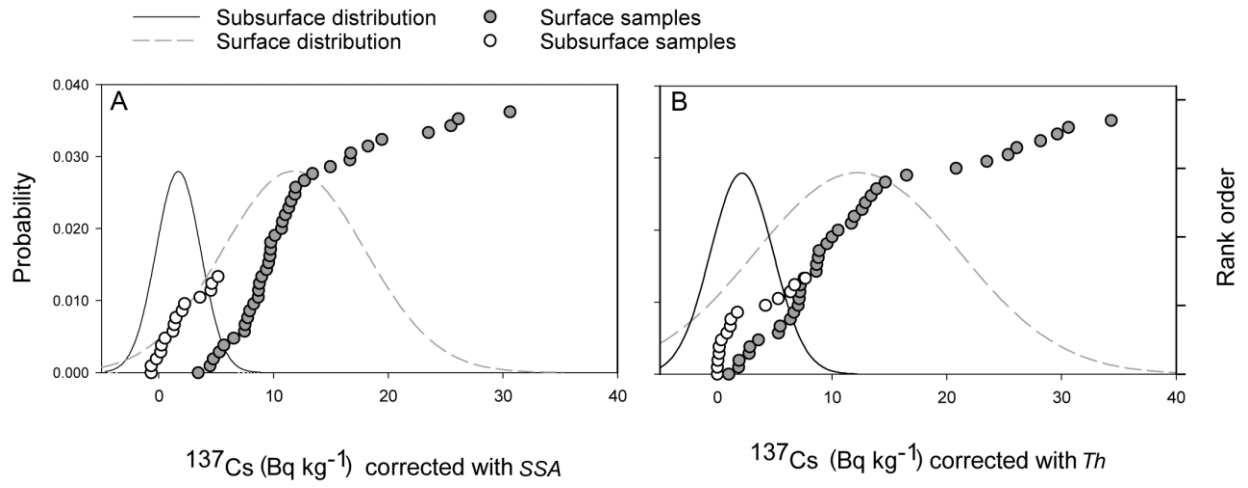 Subsurface distribution
Surface distribution
Surface samples
Subsurface samples
A
B
Probability
0.040
0.030
0.020
0.010
0.000
0 10 20 30 40
0 10 20 30 40
Rank order
¹³⁷Cs (Bq kg⁻¹) corrected with SSA
¹³⁷Cs (Bq kg⁻¹) corrected with Th